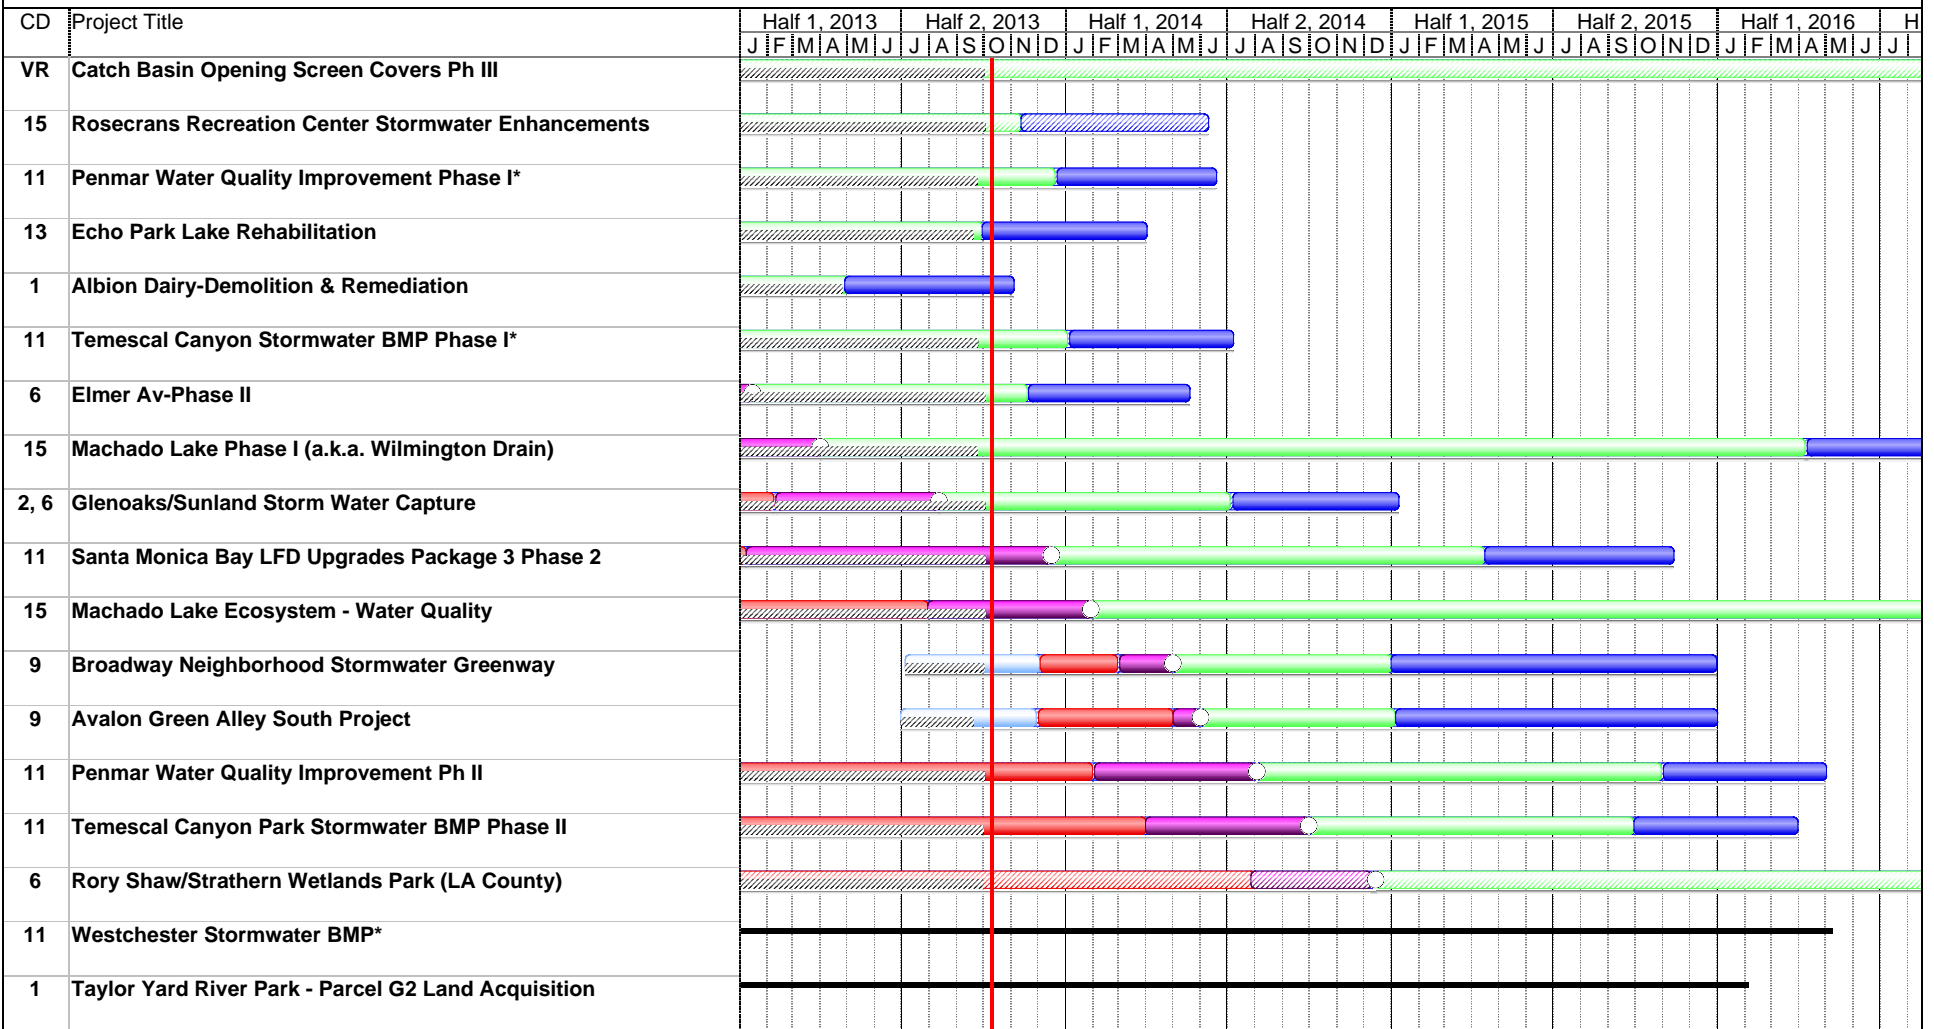 CD Project Title Half 1, 2013 Half 2, 2013 Half 1, 2014 Half 2, 2014 Half 1, 2015 Half 2, 2015 Half 1, 2016 H
J F M A M J J A S O N D J F M A M J J A S O N D J F M A M J J A S O N D J F M A M J J
VR Catch Basin Opening Screen Covers Ph III
15 Rosecrans Recreation Center Stormwater Enhancements
11 Penmar Water Quality Improvement Phase I*
13 Echo Park Lake Rehabilitation
1 Albion Dairy-Demolition & Remediation
11 Temescal Canyon Stormwater BMP Phase I*
6 Elmer Av-Phase II
15 Machado Lake Phase I (a.k.a. Wilmington Drain)
2, 6 Glenoaks/Sunland Storm Water Capture
11 Santa Monica Bay LFD Upgrades Package 3 Phase 2
15 Machado Lake Ecosystem - Water Quality
9 Broadway Neighborhood Stormwater Greenway
9 Avalon Green Alley South Project
11 Penmar Water Quality Improvement Ph II
11 Temescal Canyon Park Stormwater BMP Phase II
6 Rory Shaw/Strathern Wetlands Park (LA County)
11 Westchester Stormwater BMP*
1 Taylor Yard River Park - Parcel G2 Land Acquisition